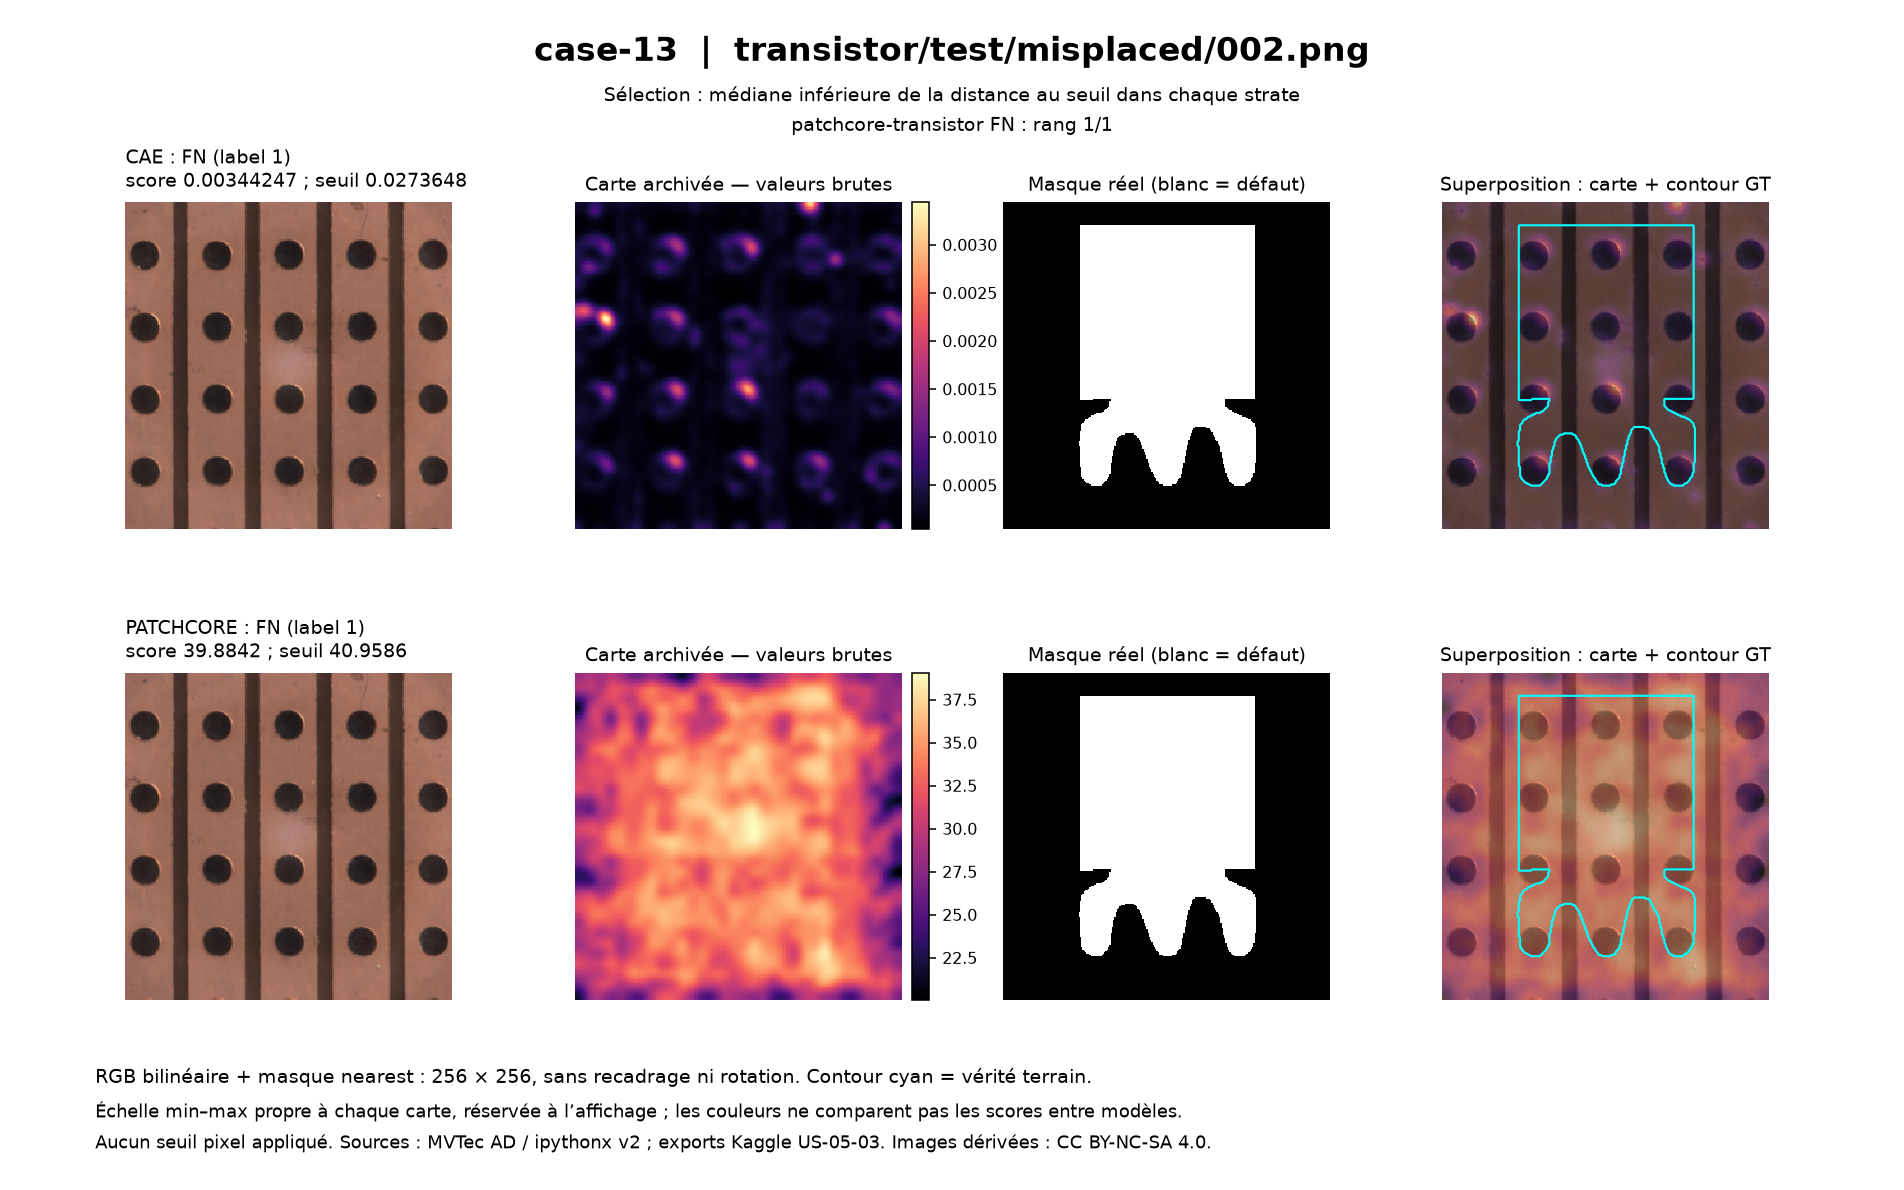 case-13 | transistor/test/misplaced/002.png
Sélection : médiane inférieure de la distance au seuil dans chaque strate
patchcore-transistor FN : rang 1/1
CAE : FN (label 1)
score 0.00344247 ; seuil 0.0273648
Carte archivée — valeurs brutes
Masque réel (blanc = défaut)
Superposition : carte + contour GT
0.0030
0.0025
0.0020
0.0015
0.0010
0.0005
PATCHCORE : FN (label 1)
score 39.8842 ; seuil 40.9586
Carte archivée — valeurs brutes
Masque réel (blanc = défaut)
Superposition : carte + contour GT
37.5
35.0
32.5
30.0
27.5
25.0
22.5
RGB bilinéaire + masque nearest : 256 × 256, sans recadrage ni rotation. Contour cyan = vérité terrain.
Échelle min–max propre à chaque carte, réservée à l’affichage ; les couleurs ne comparent pas les scores entre modèles.
Aucun seuil pixel appliqué. Sources : MVTec AD / ipythonx v2 ; exports Kaggle US-05-03. Images dérivées : CC BY-NC-SA 4.0.